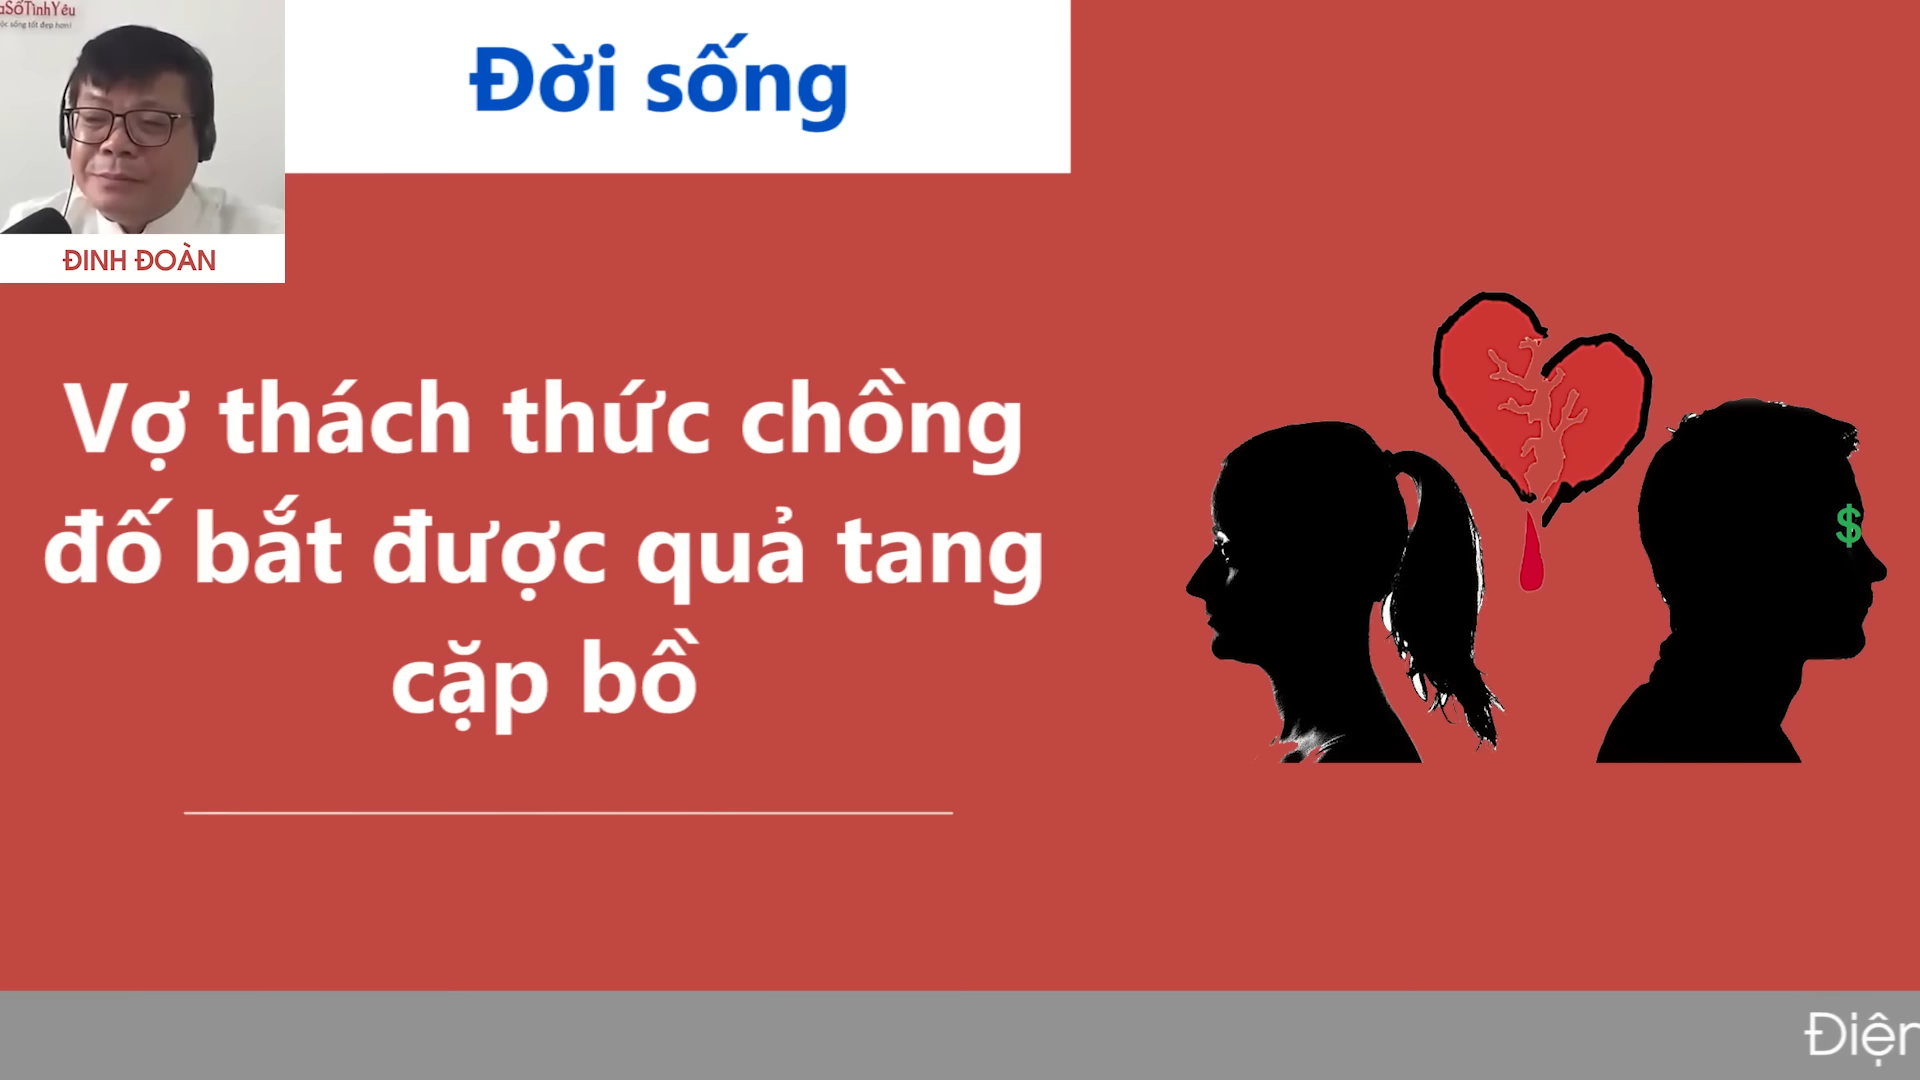 Đời sống
ĐINH ĐOÀN
Vợ thách thức chồng
đố bắt được quả tang
cặp bồ
$